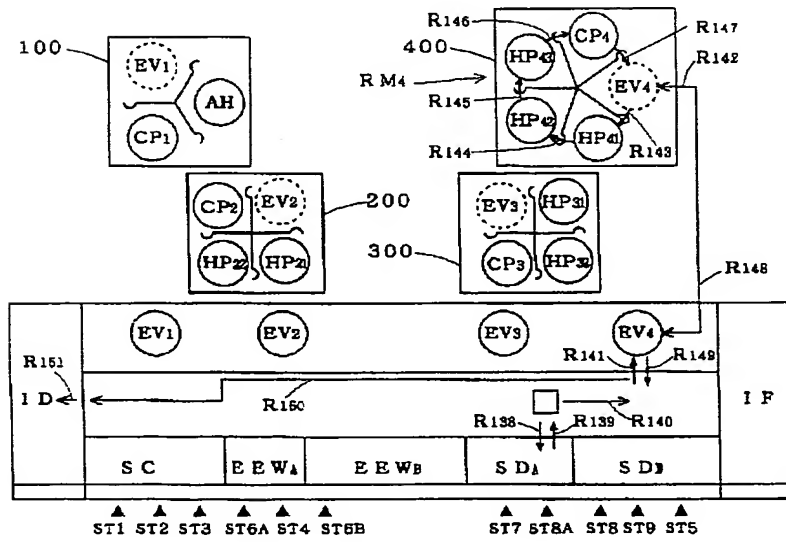 R146
R147
100
400
CP4
EV1
HP43
R142
RM4
EV4
AH
R145
CP1
HP42
HP41
R144
R143
CP2
EV2
200
EV3
HP31
HP22
HP21
300
CP3
HP32
R148
EV1
EV2
EV3
EV4
R151
R141
R149
ID
IF
R150
R138
R139
R140
SC
EEWA
EEWB
SDA
SDB
ST1 ST2 ST3 ST6A ST4 ST6B ST7 ST8A ST8 ST9 ST5